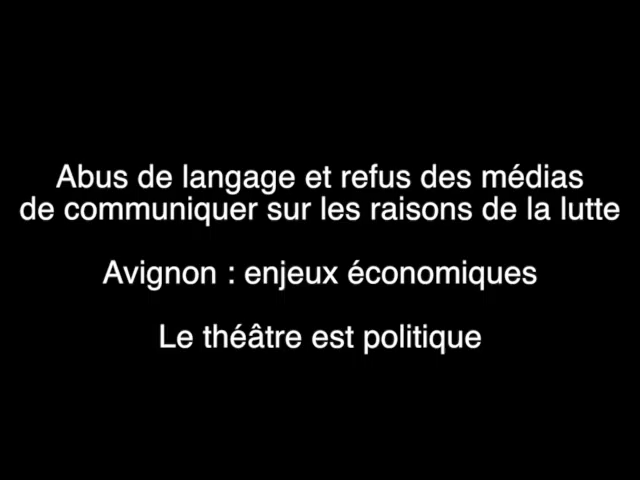 Abus de langage et refus des médias
de communiquer sur les raisons de la lutte
Avignon : enjeux économiques
Le théâtre est politique